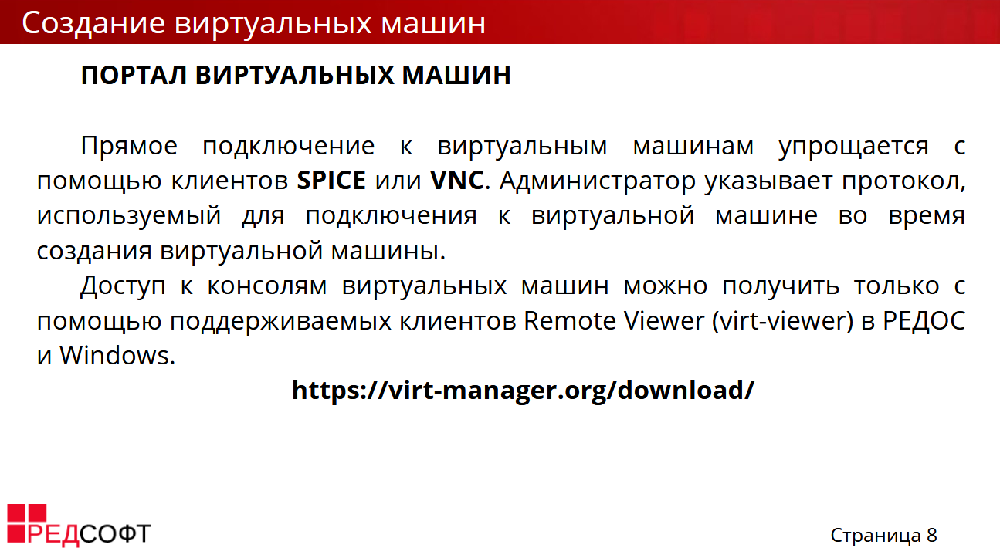 Создание виртуальных машин
ПОРТАЛ ВИРТУАЛЬНЫХ МАШИН
Прямое подключение к виртуальным машинам упрощается с
помощью клиентов SPICE или VNC. Администратор указывает протокол,
используемый для подключения к виртуальной машине во время
создания виртуальной машины.
Доступ к консолям виртуальных машин можно получить только с
помощью поддерживаемых клиентов Remote Viewer (virt-viewer) в РЕДОС
и Windows.
https://virt-manager.org/download/
РЕДСОФТ
Страница 8